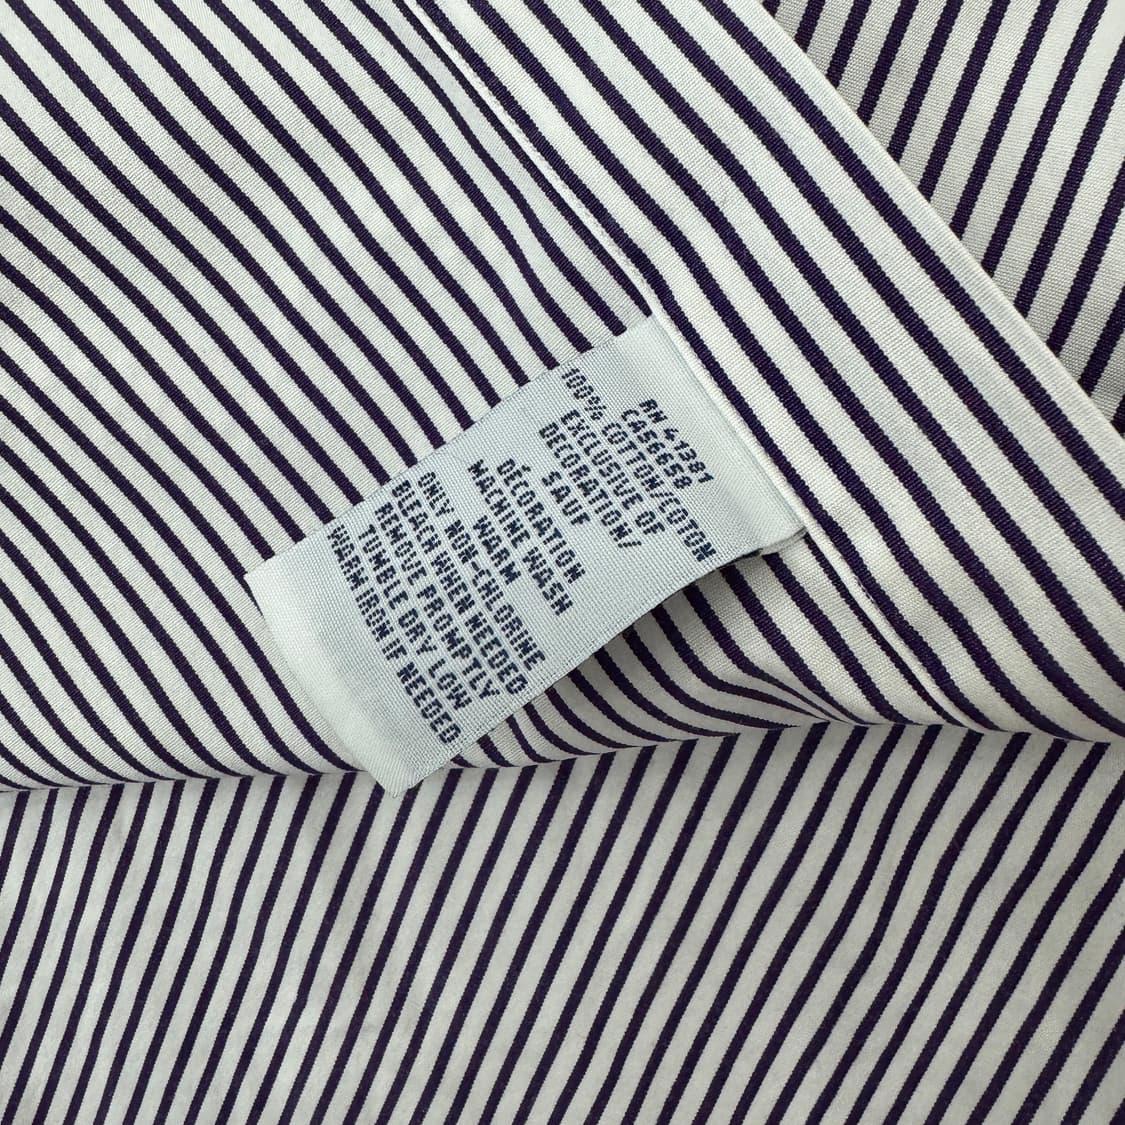 RN 41381
CA56658
100% COTTON/COTON
EXCLUSIVE OF
DECORATION/
SAUF
DÉCORATION
MACHINE WASH
WARM
ONLY NON-CHLORINE
BLEACH WHEN NEEDED
REMOVE PROMPTLY
TUMBLE DRY LOW
WARM IRON IF NEEDED